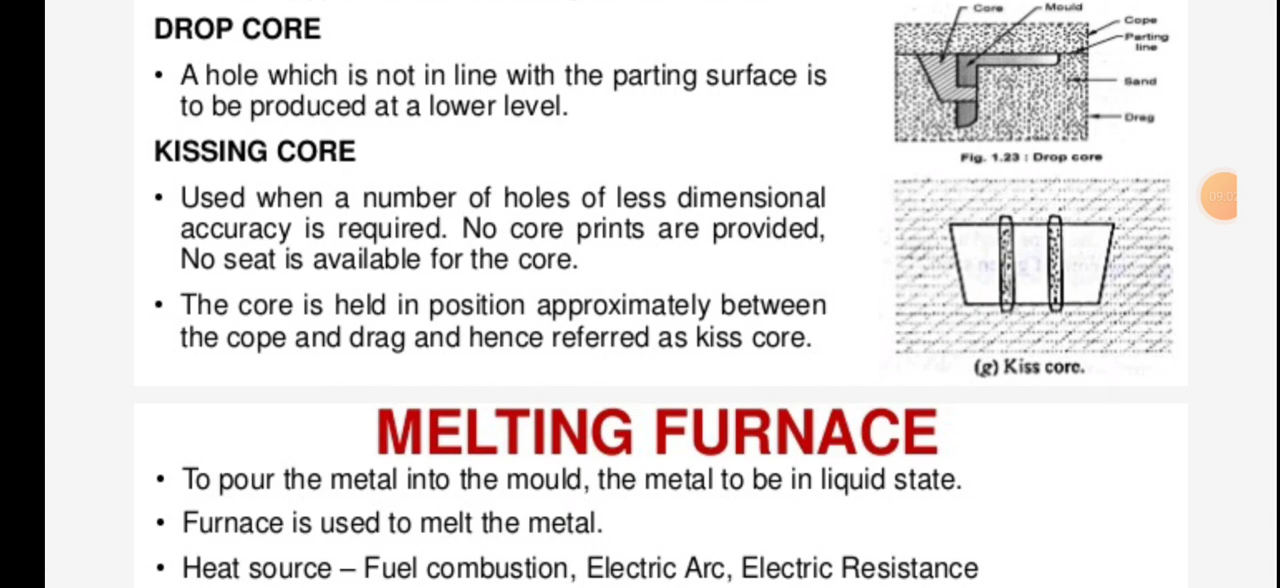 DROP CORE
• A hole which is not in line with the parting surface is
to be produced at a lower level.
Core
Mould
Cope
Parting
line
Sand
Drag
Fig. 1.23 : Drop core
KISSING CORE
• Used when a number of holes of less dimensional
accuracy is required. No core prints are provided,
No seat is available for the core.
• The core is held in position approximately between
the cope and drag and hence referred as kiss core.
(g) Kiss core.
09:02
MELTING FURNACE
• To pour the metal into the mould, the metal to be in liquid state.
• Furnace is used to melt the metal.
• Heat source – Fuel combustion, Electric Arc, Electric Resistance